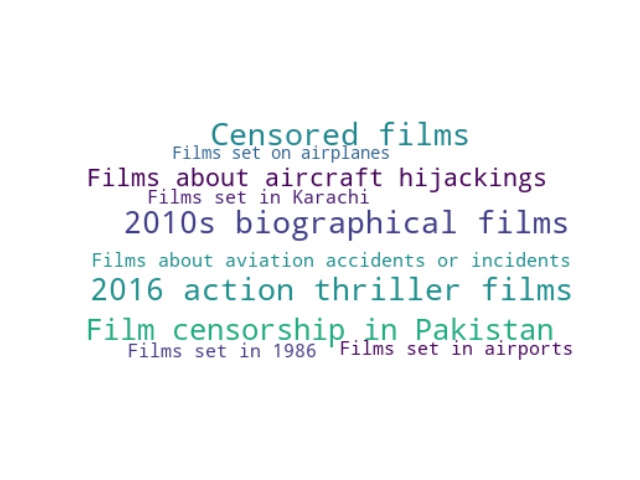 Censored films
Films set on airplanes
Films about aircraft hijackings
Films set in Karachi
2010s biographical films
Films about aviation accidents or incidents
2016 action thriller films
Film censorship in Pakistan
Films set in 1986
Films set in airports